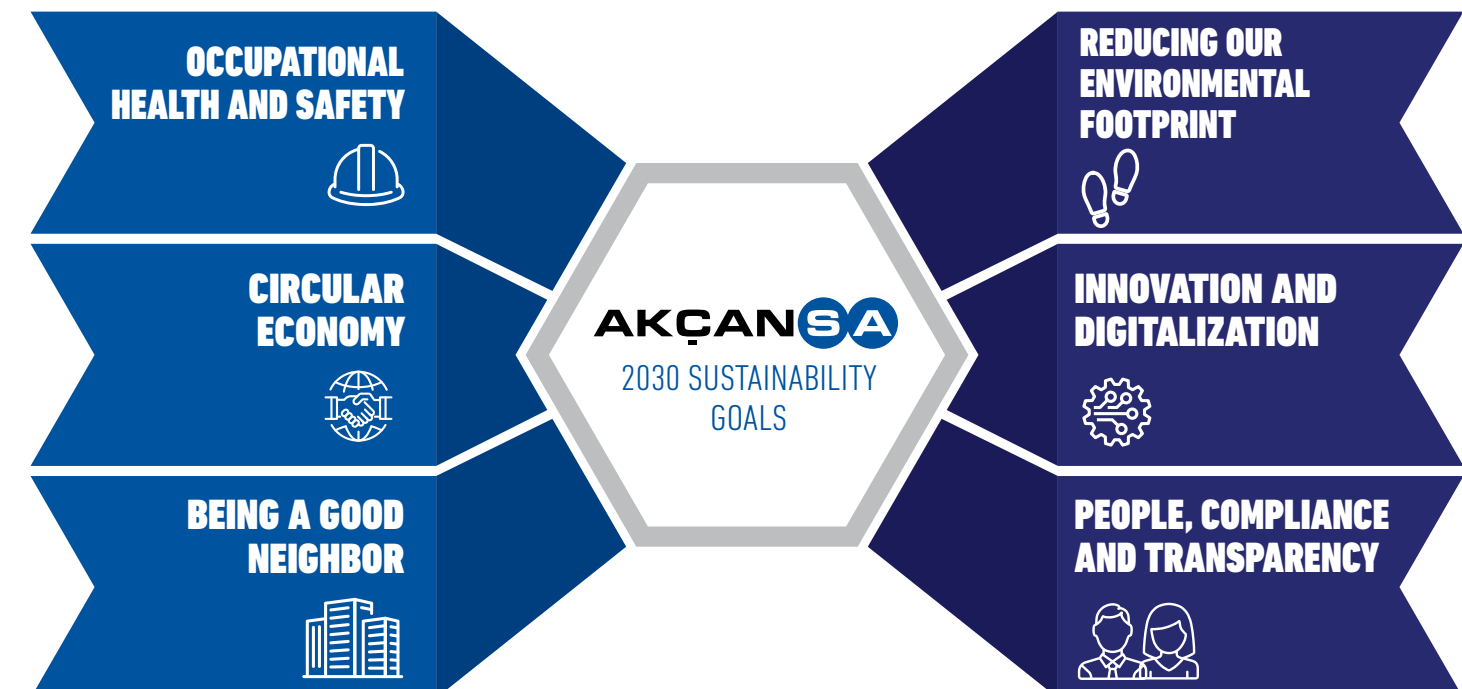 OCCUPATIONAL
HEALTH AND SAFETY
CIRCULAR
ECONOMY
BEING A GOOD
NEIGHBOR
AKÇANSA
2030 SUSTAINABILITY
GOALS
REDUCING OUR
ENVIRONMENTAL
FOOTPRINT
INNOVATION AND
DIGITALIZATION
PEOPLE, COMPLIANCE
AND TRANSPARENCY